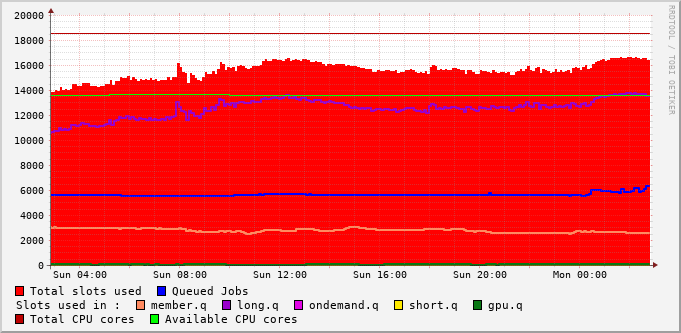 RRDTOOL / TOBI OETIKER
20000
18000
16000
14000
12000
10000
8000
6000
4000
2000
0
Sun 04:00 Sun 08:00 Sun 12:00 Sun 16:00 Sun 20:00 Mon 00:00
Total slots used Queued Jobs
Slots used in : member.q long.q ondemand.q short.q gpu.q
Total CPU cores Available CPU cores